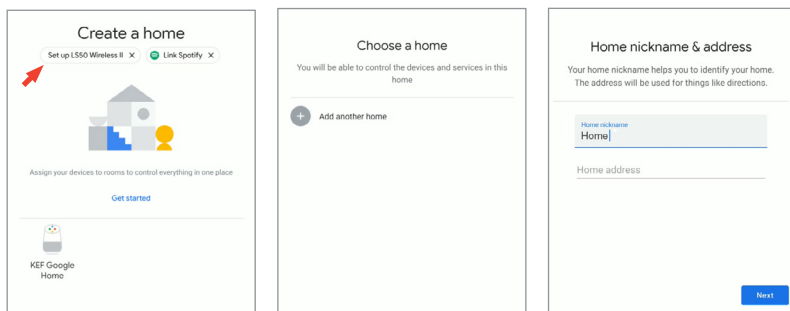 Create a home
Set up LS50 Wireless II X
Link Spotify X
Assign your devices to rooms to control everything in one place
Get started
KEF Google
Home
Choose a home
You will be able to control the devices and services in this
home
Add another home
Home nickname & address
Your home nickname helps you to identify your home.
The address will be used for things like directions.
Home nickname
Home
Home address
Next